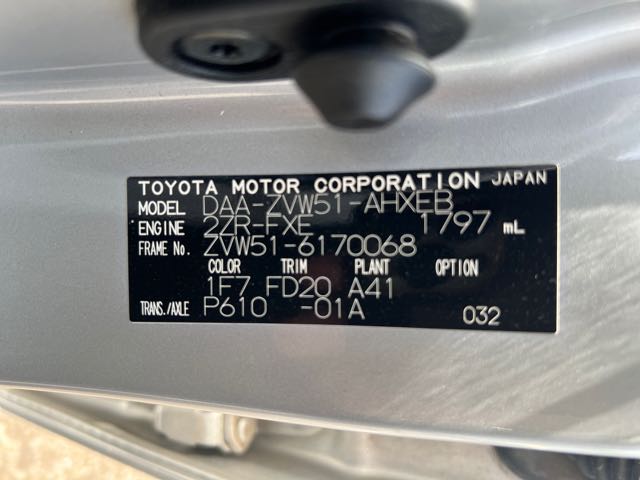 TOYOTA MOTOR CORPORATION JAPAN
MODEL DAA-ZVW51-AHXEB
ENGINE 2ZR-FXE 1797 mL
FRAME No. ZVW51-6170068
COLOR TRIM PLANT OPTION
1F7 FD20 A41
TRANS./AXLE P610 -01A 032